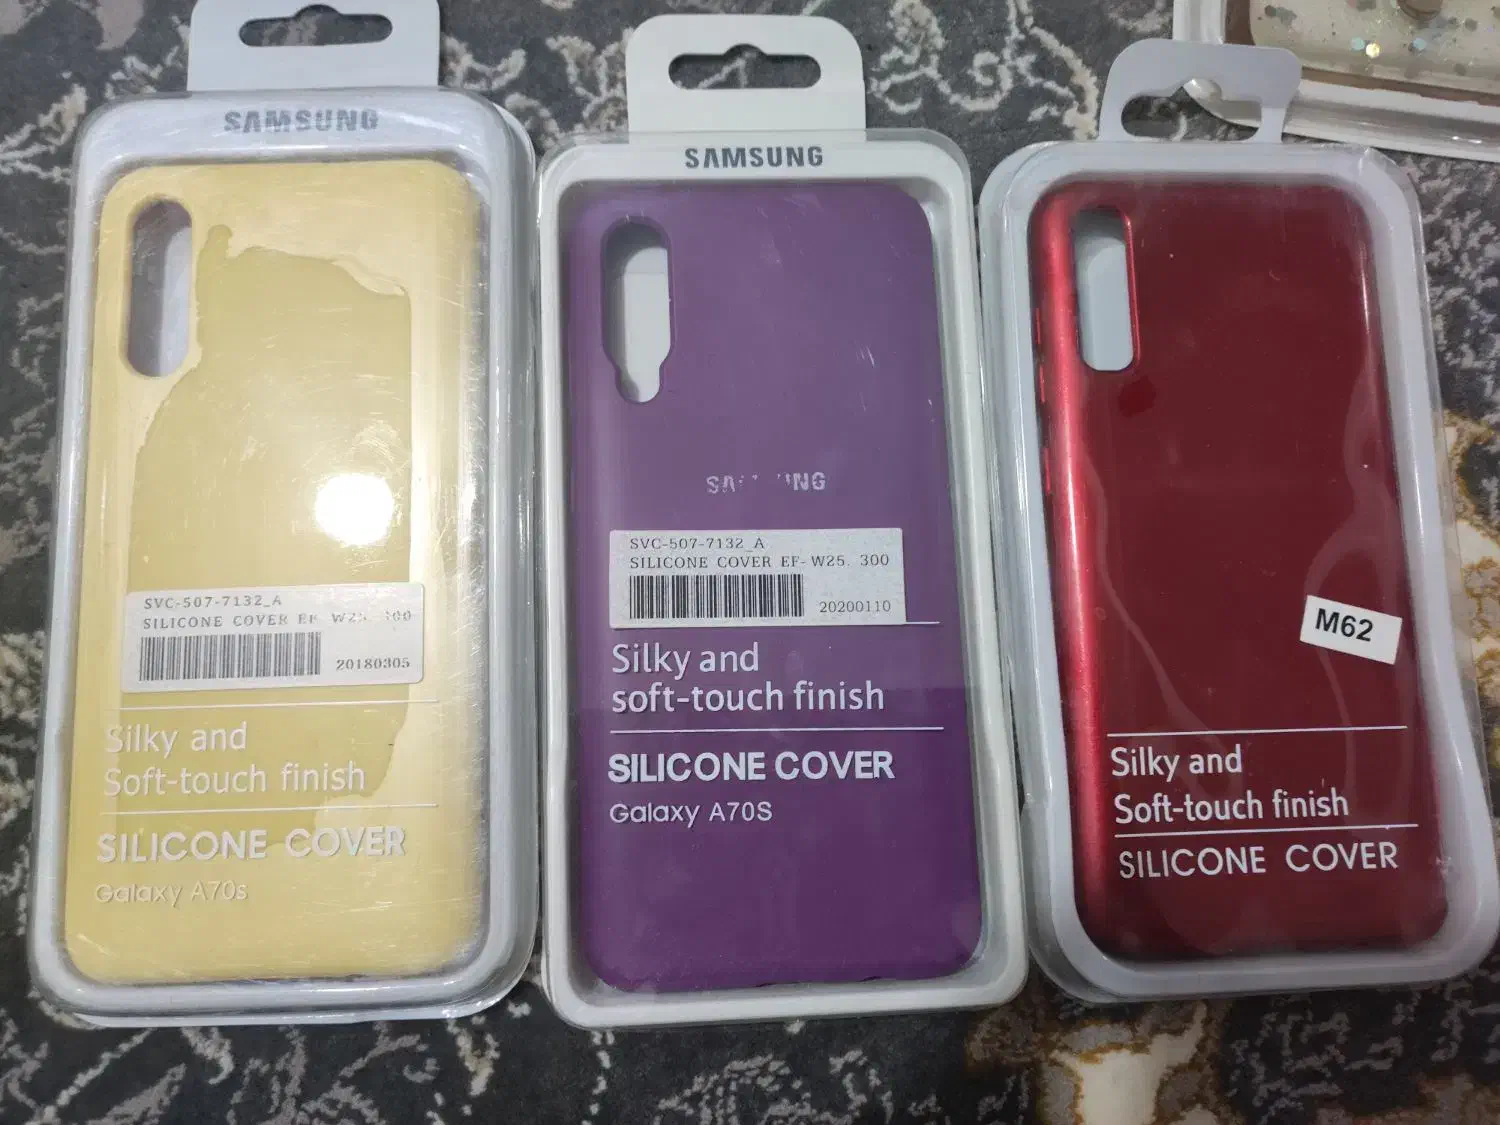 SAMSUNG
SVC-507-7132_A
SILICONE COVER EF W25 300
20180305
Silky and
Soft-touch finish
SILICONE COVER
Galaxy A70s
SAMSUNG
SVC-507-7132_A
SILICONE COVER EF-W25. 300
20200110
Silky and
soft-touch finish
SILICONE COVER
Galaxy A70S
M62
Silky and
Soft-touch finish
SILICONE COVER